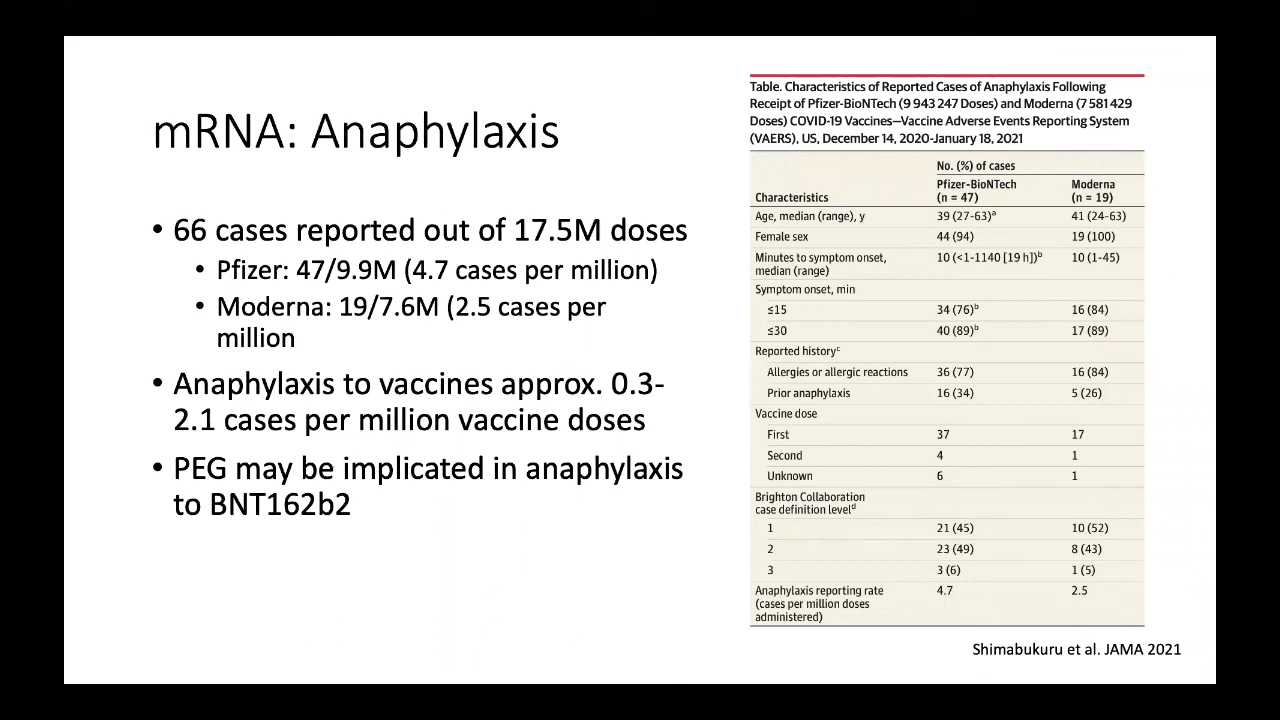 mRNA: Anaphylaxis
• 66 cases reported out of 17.5M doses
• Pfizer: 47/9.9M (4.7 cases per million)
• Moderna: 19/7.6M (2.5 cases per
million
• Anaphylaxis to vaccines approx. 0.3-
2.1 cases per million vaccine doses
• PEG may be implicated in anaphylaxis
to BNT162b2
Table. Characteristics of Reported Cases of Anaphylaxis Following
Receipt of Pfizer-BioNTech (9 943 247 Doses) and Moderna (7 581 429
Doses) COVID-19 Vaccines—Vaccine Adverse Events Reporting System
(VAERS), US, December 14, 2020-January 18, 2021
No. (%) of cases
Characteristics Pfizer-BioNTech (n = 47) Moderna (n = 19)
Age, median (range), y 39 (27-63)a 41 (24-63)
Female sex 44 (94) 19 (100)
Minutes to symptom onset, 10 (<1-1140 [19 h])b 10 (1-45)
median (range)
Symptom onset, min
≤15 34 (76)b 16 (84)
≤30 40 (89)b 17 (89)
Reported historyc
Allergies or allergic reactions 36 (77) 16 (84)
Prior anaphylaxis 16 (34) 5 (26)
Vaccine dose
First 37 17
Second 4 1
Unknown 6 1
Brighton Collaboration
case definition leveld
1 21 (45) 10 (52)
2 23 (49) 8 (43)
3 3 (6) 1 (5)
Anaphylaxis reporting rate 4.7 2.5
(cases per million doses
administered)
Shimabukuru et al. JAMA 2021